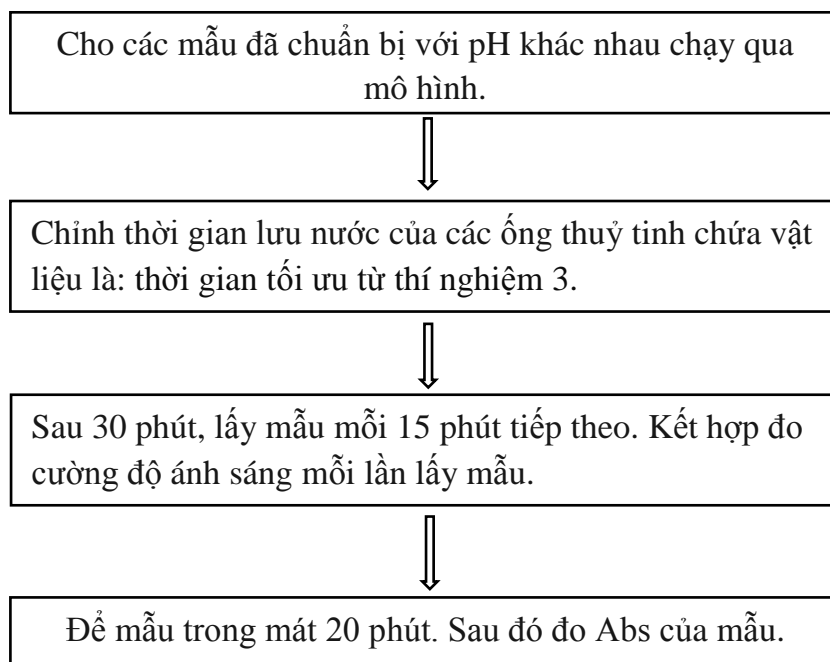 Cho các mẫu đã chuẩn bị với pH khác nhau chạy qua
mô hình.
Chỉnh thời gian lưu nước của các ống thuỷ tinh chứa vật
liệu là: thời gian tối ưu từ thí nghiệm 3.
Sau 30 phút, lấy mẫu mỗi 15 phút tiếp theo. Kết hợp đo
cường độ ánh sáng mỗi lần lấy mẫu.
Để mẫu trong mát 20 phút. Sau đó đo Abs của mẫu.